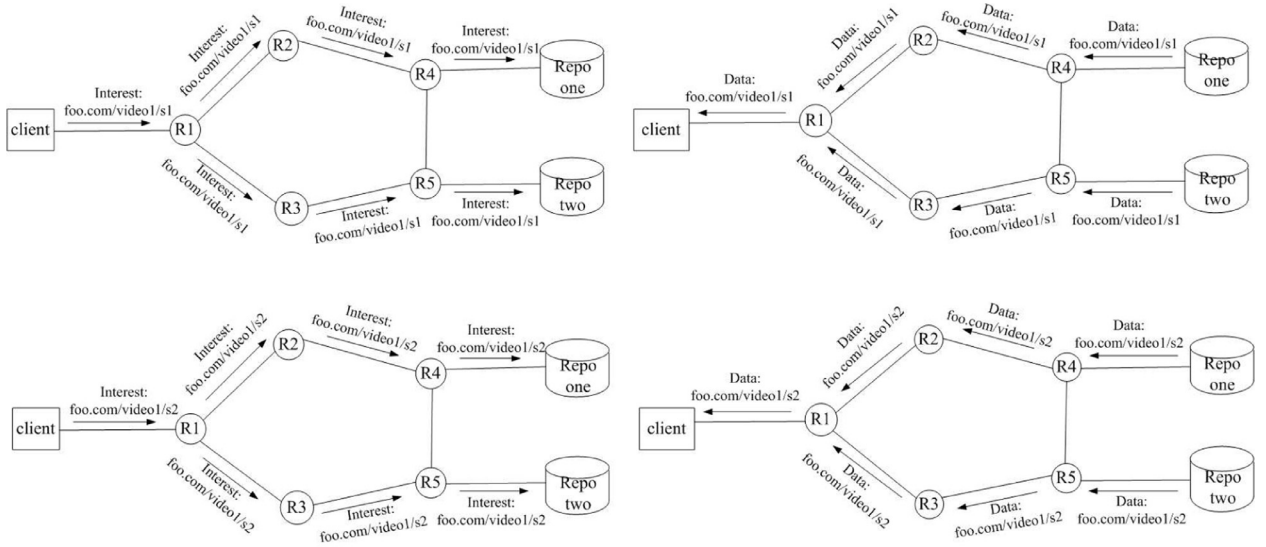 Interest:
foo.com/video1/s1
Interest:
foo.com/video1/s1
Interest:
foo.com/video1/s1
Interest:
foo.com/video1/s1
R2
R4
Repo
one
client
R1
Interest:
foo.com/video1/s1
R3
Interest:
foo.com/video1/s1
R5
Interest:
foo.com/video1/s1
Repo
two
Data:
foo.com/video1/s1
Data:
foo.com/video1/s1
Data:
foo.com/video1/s1
Data:
foo.com/video1/s1
R2
R4
Repo
one
client
R1
Data:
foo.com/video1/s1
R3
Data:
foo.com/video1/s1
R5
Data:
foo.com/video1/s1
Repo
two
Interest:
foo.com/video1/s2
Interest:
foo.com/video1/s2
Interest:
foo.com/video1/s2
Interest:
foo.com/video1/s2
R2
R4
Repo
one
client
R1
Interest:
foo.com/video1/s2
R3
Interest:
foo.com/video1/s2
R5
Interest:
foo.com/video1/s2
Repo
two
Data:
foo.com/video1/s2
Data:
foo.com/video1/s2
Data:
foo.com/video1/s2
Data:
foo.com/video1/s2
R2
R4
Repo
one
client
R1
Data:
foo.com/video1/s2
R3
Data:
foo.com/video1/s2
R5
Data:
foo.com/video1/s2
Repo
two